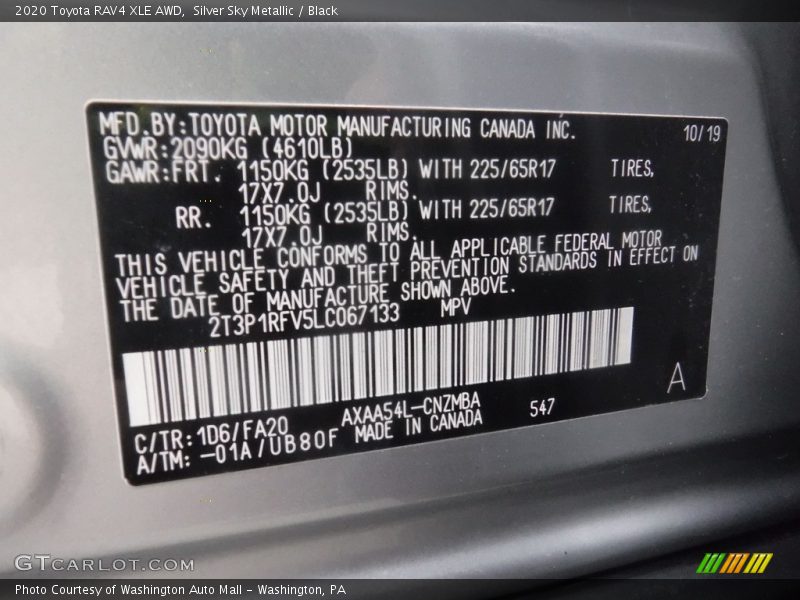 2020 Toyota RAV4 XLE AWD,  Silver Sky Metallic / Black
MFD.BY:TOYOTA MOTOR MANUFACTURING CANADA INC. 10/19
GVWR:2090KG (4610LB)
GAWR:FRT. 1150KG (2535LB) WITH 225/65R17 TIRES,
17X7.0J RIMS.
RR. 1150KG (2535LB) WITH 225/65R17 TIRES,
17X7.0J RIMS.
THIS VEHICLE CONFORMS TO ALL APPLICABLE FEDERAL MOTOR
VEHICLE SAFETY AND THEFT PREVENTION STANDARDS IN EFFECT ON
THE DATE OF MANUFACTURE SHOWN ABOVE.
2T3P1RFV5LC067133 MPV
A
C/TR:1D6/FA20 AXAA54L-CNZMBA 547
A/TM: -01A/UB80F MADE IN CANADA
GTCARLOT.COM
Photo Courtesy of Washington Auto Mall - Washington, PA